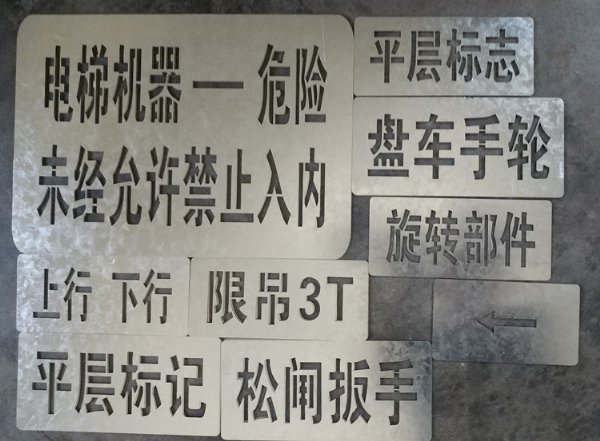 电梯机器一危险
未经允许禁止入内
平层标志
盘车手轮
旋转部件
上行 下行
限吊3T
←
平层标记
松闸扳手